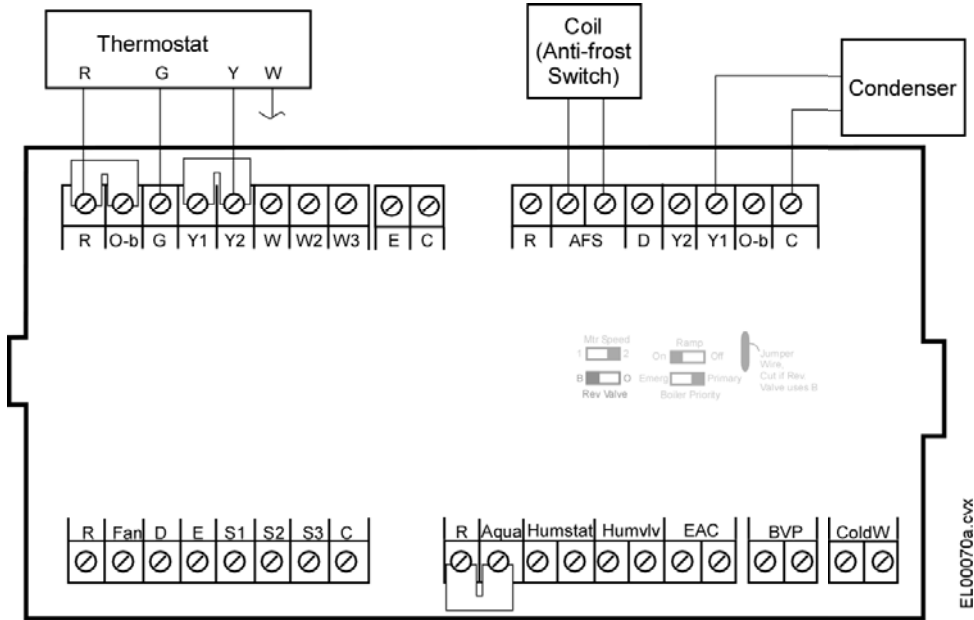 Thermostat
R G Y W
Coil
(Anti-frost
Switch)
Condenser
R O-b G Y1 Y2 W W2 W3 E C
R AFS D Y2 Y1 O-b C
Mtr Speed
1 2
Ramp
On Off
B O
Rev Valve
Emerg Primary
Boiler Priority
Jumper
Wire,
Cut if Rev
Valve uses B
R Fan D E S1 S2 S3 C
R Aqua Humstat Humvlv EAC BVP ColdW
EL00070a.cvx